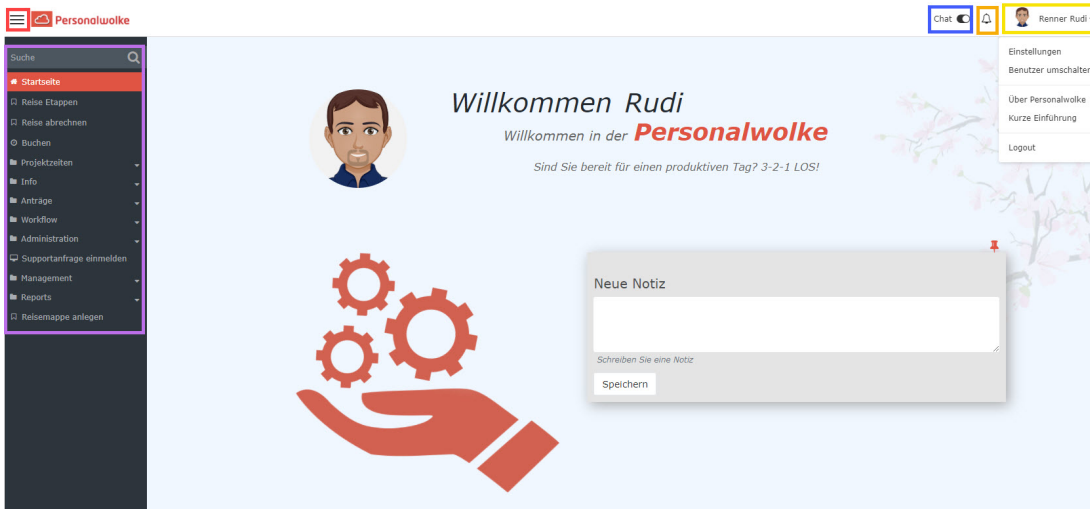 Personalwolke
Chat
Renner Rudi
Suche
Startseite
Reise Etappen
Reise abrechnen
Buchen
Projektzeiten
Info
Anträge
Workflow
Administration
Supportanfrage einmelden
Management
Reports
Reisemappe anlegen
Einstellungen
Benutzer umschalten
Über Personalwolke
Kurze Einführung
Logout
Willkommen Rudi
Willkommen in der Personalwolke
Sind Sie bereit für einen produktiven Tag? 3-2-1 LOS!
Neue Notiz
Schreiben Sie eine Notiz
Speichern